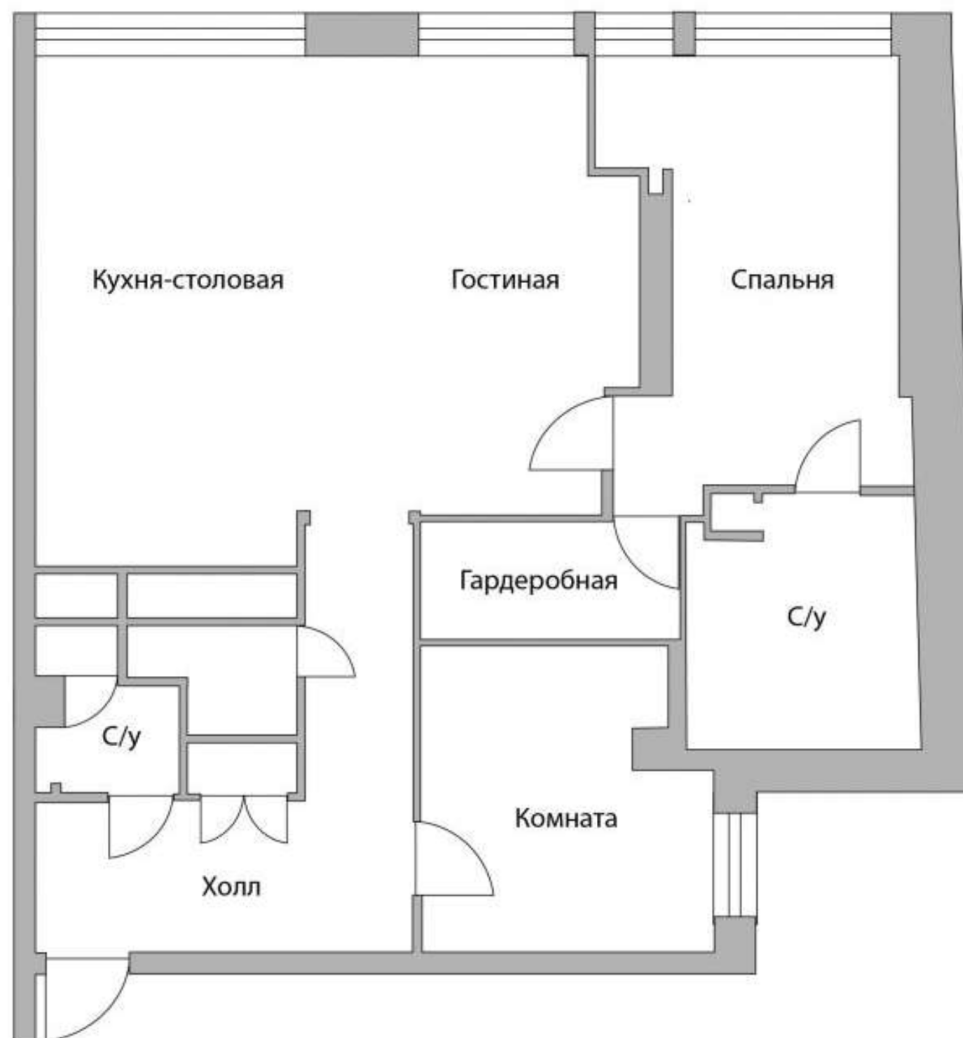 Кухня-столовая
Гостиная
Спальня
Гардеробная
С/у
С/у
Комната
Холл